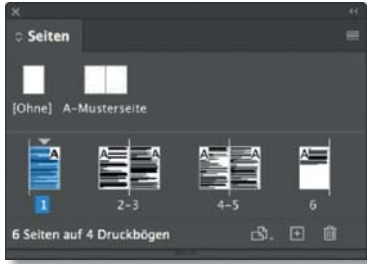 Seiten
[Ohne] A-Musterseite
A A A A A A
1 2-3 4-5 6
6 Seiten auf 4 Druckbögen